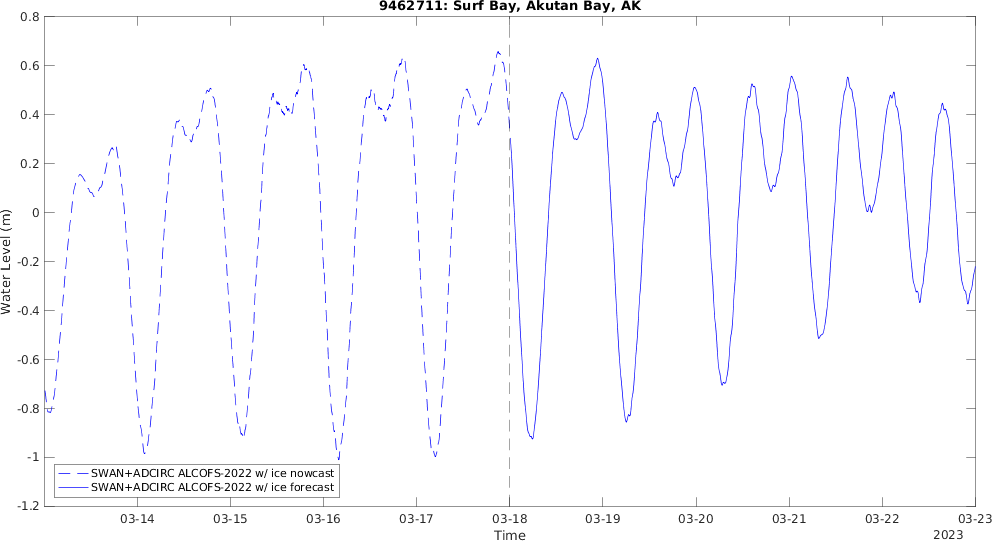 9462711: Surf Bay, Akutan Bay, AK
Water Level (m)
0.8
0.6
0.4
0.2
0
-0.2
-0.4
-0.6
-0.8
-1
-1.2
SWAN+ADCIRC ALCOFS-2022 w/ ice nowcast
SWAN+ADCIRC ALCOFS-2022 w/ ice forecast
03-14 03-15 03-16 03-17 03-18 03-19 03-20 03-21 03-22 03-23
Time
2023